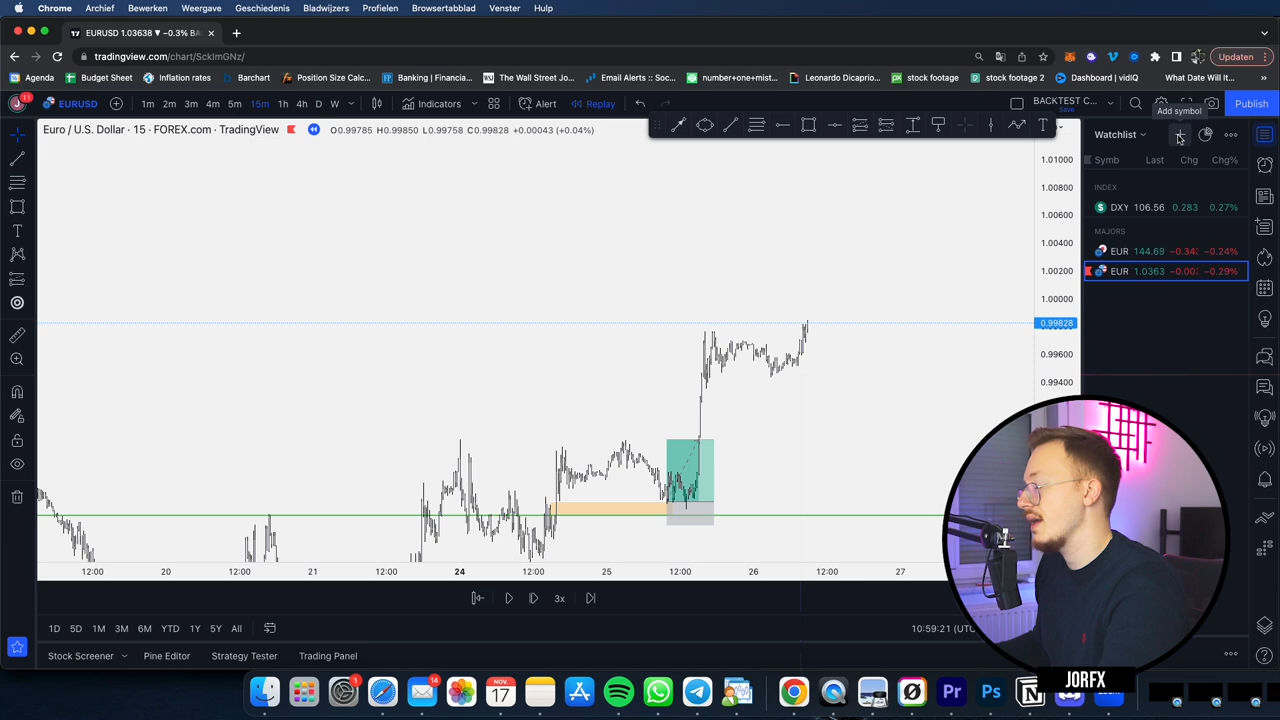 Chrome Archief Bewerken Weergave Geschiedenis Bladwijzers Profielen Browsertabblad Venster Help
EURUSD 1.03638 ▼ −0.3% BA
tradingview.com/chart/SckImGNz/
Updaten
Agenda Budget Sheet Inflation rates Barchart Position Size Cal... Banking | Financia... The Wall Street Jo... Email Alerts :: Soc... number+one+mist... Leonardo Dicaprio... stock footage stock footage 2 Dashboard | vidIQ What Date Will It...
11
EURUSD 1m 2m 3m 4m 5m 15m 1h 4h D W Indicators Alert Replay BACKTEST C... Save Publish
Add symbol
Euro / U.S. Dollar · 15 · FOREX.com · TradingView O0.99785 H0.99850 L0.99758 C0.99828 +0.00043 (+0.04%)
Watchlist
Symb Last Chg Chg%
INDEX
DXY 106.56 0.283 0.27%
MAJORS
EUR 144.69 −0.34 −0.24%
EUR 1.0363 −0.00 −0.29%
1.01000
1.00800
1.00600
1.00400
1.00200
1.00000
0.99828
0.99600
0.99400
12:00 20 12:00 21 12:00 24 12:00 25 12:00 26 12:00 27
3x
1D 5D 1M 3M 6M YTD 1Y 5Y All
10:59:21 (UTC
Stock Screener Pine Editor Strategy Tester Trading Panel
JORFX
1
14
NOV.
17
Pr
Ps